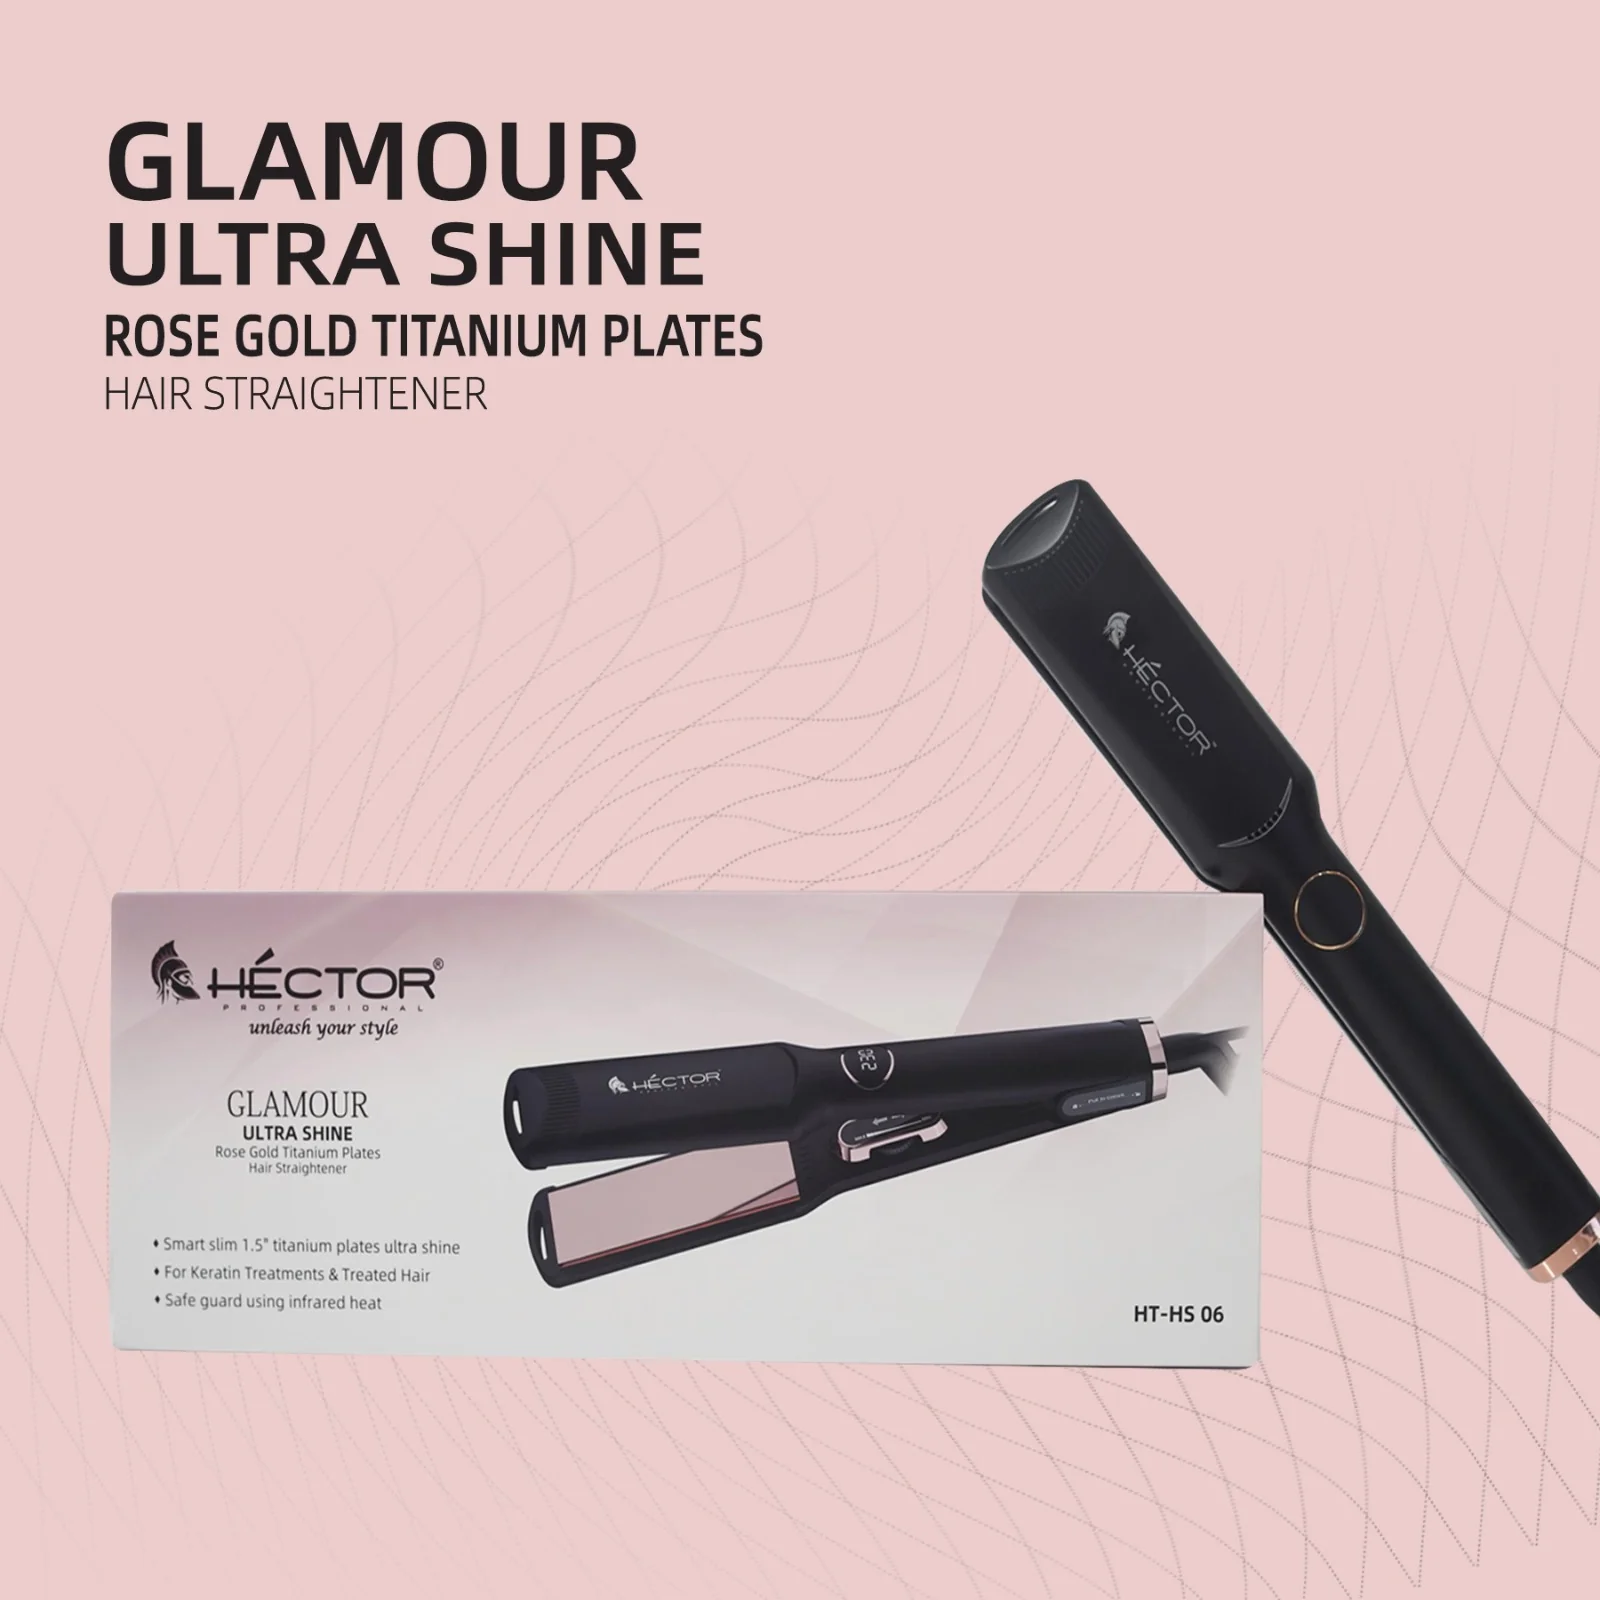 GLAMOUR
ULTRA SHINE
ROSE GOLD TITANIUM PLATES
HAIR STRAIGHTENER
HÉCTOR
PROFESSIONAL
HÉCTOR®
PROFESSIONAL
unleash your style
GLAMOUR
ULTRA SHINE
Rose Gold Titanium Plates
Hair Straightener
♦ Smart slim 1.5" titanium plates ultra shine
♦ For Keratin Treatments & Treated Hair
♦ Safe guard using infrared heat
HÉCTOR
HT-HS 06